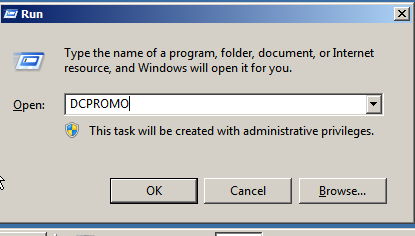 Run
Type the name of a program, folder, document, or Internet
resource, and Windows will open it for you.
Open: DCPROMO
This task will be created with administrative privileges.
OK Cancel Browse...